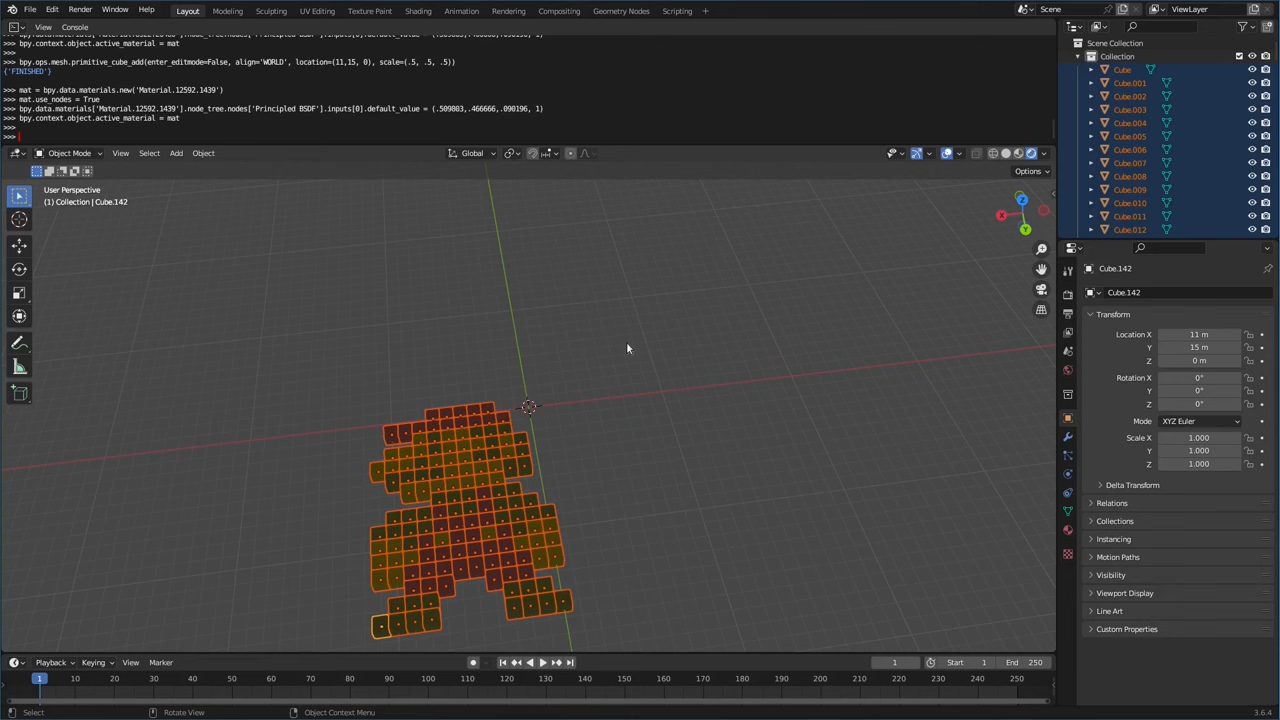 File Edit Render Window Help Layout Modeling Sculpting UV Editing Texture Paint Shading Animation Rendering Compositing Geometry Nodes Scripting + Scene ViewLayer
View Console
>>> bpy.context.object.active_material = mat
>>>
>>> bpy.ops.mesh.primitive_cube_add(enter_editmode=False, align='WORLD', location=(11,15, 0), scale=(.5, .5, .5))
{'FINISHED'}
>>> mat = bpy.data.materials.new('Material.12592.1439')
>>> mat.use_nodes = True
>>> bpy.data.materials['Material.12592.1439'].node_tree.nodes['Principled BSDF'].inputs[0].default_value = (.509803,.466666,.090196, 1)
>>> bpy.context.object.active_material = mat
>>>
>>>
Object Mode View Select Add Object Global
Options
User Perspective
(1) Collection | Cube.142
X Y Z
Scene Collection
Collection
Cube
Cube.001
Cube.002
Cube.003
Cube.004
Cube.005
Cube.006
Cube.007
Cube.008
Cube.009
Cube.010
Cube.011
Cube.012
Cube.142
Cube.142
Transform
Location X 11 m
Y 15 m
Z 0 m
Rotation X 0°
Y 0°
Z 0°
Mode XYZ Euler
Scale X 1.000
Y 1.000
Z 1.000
Delta Transform
Relations
Collections
Instancing
Motion Paths
Visibility
Viewport Display
Line Art
Custom Properties
Playback Keying View Marker 1 Start 1 End 250
1 10 20 30 40 50 60 70 80 90 100 110 120 130 140 150 160 170 180 190 200 210 220 230 240 250
Select Rotate View Object Context Menu 3.6.4